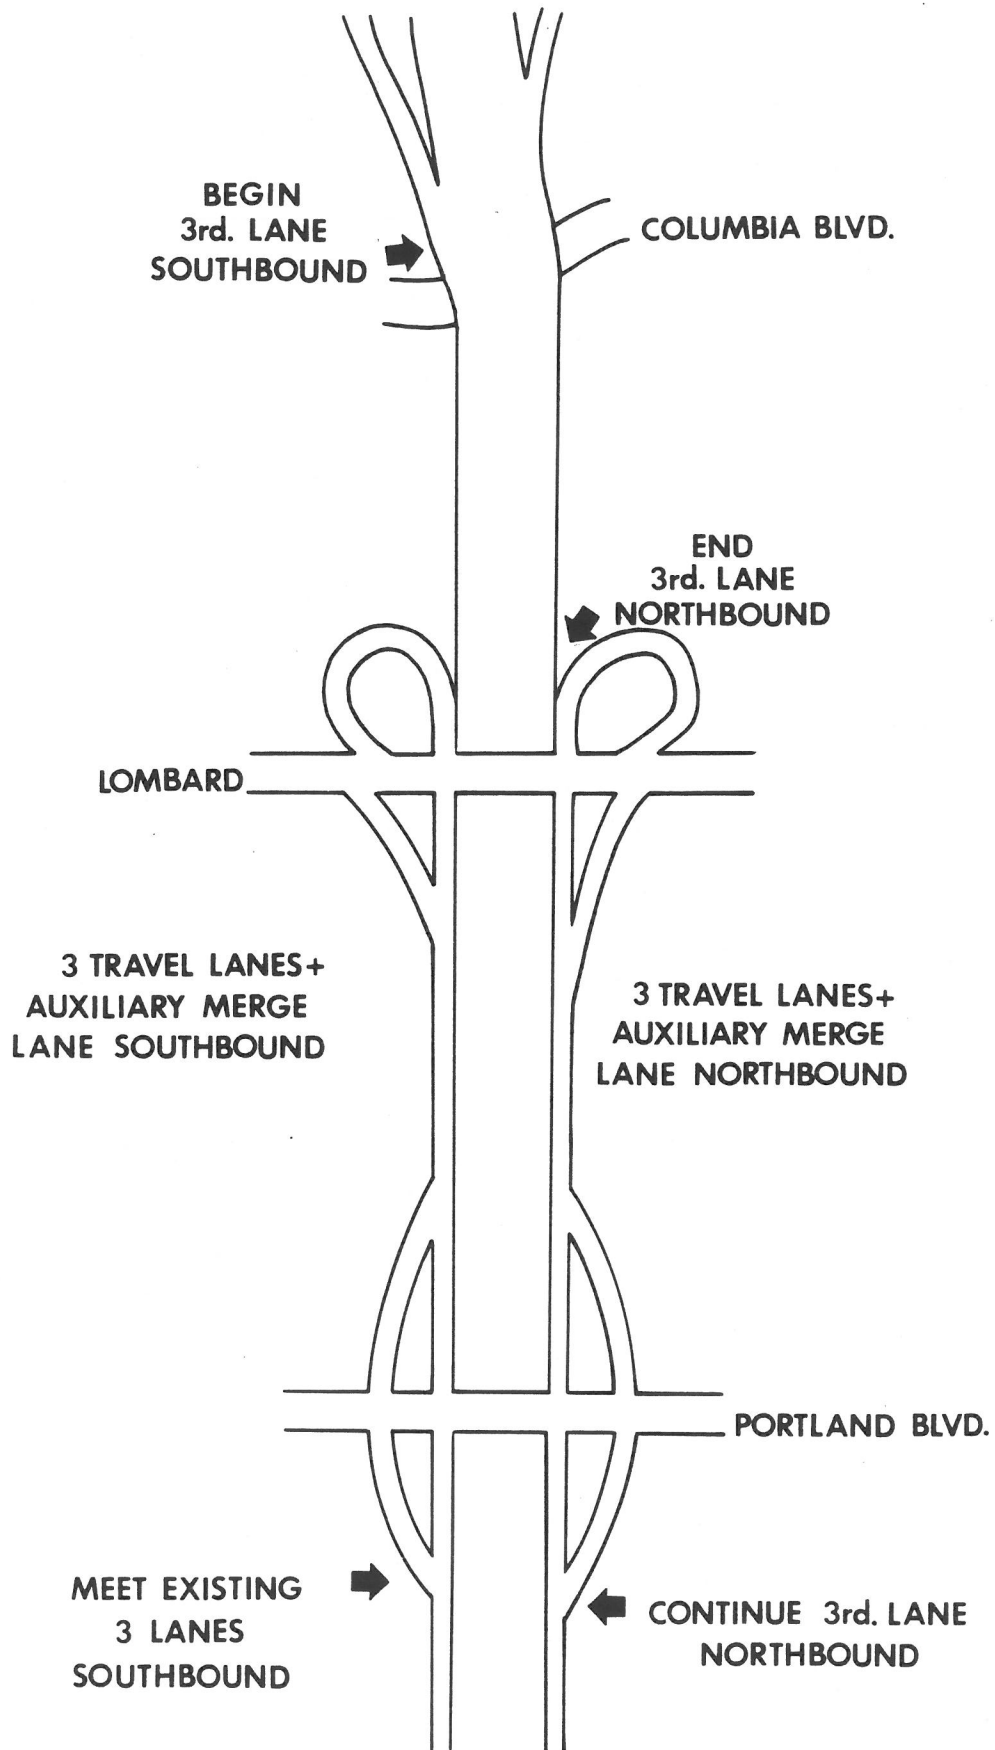 BEGIN
3rd. LANE
SOUTHBOUND
COLUMBIA BLVD.
END
3rd. LANE
NORTHBOUND
LOMBARD
3 TRAVEL LANES+
AUXILIARY MERGE
LANE SOUTHBOUND
3 TRAVEL LANES+
AUXILIARY MERGE
LANE NORTHBOUND
PORTLAND BLVD.
MEET EXISTING
3 LANES
SOUTHBOUND
CONTINUE 3rd. LANE
NORTHBOUND